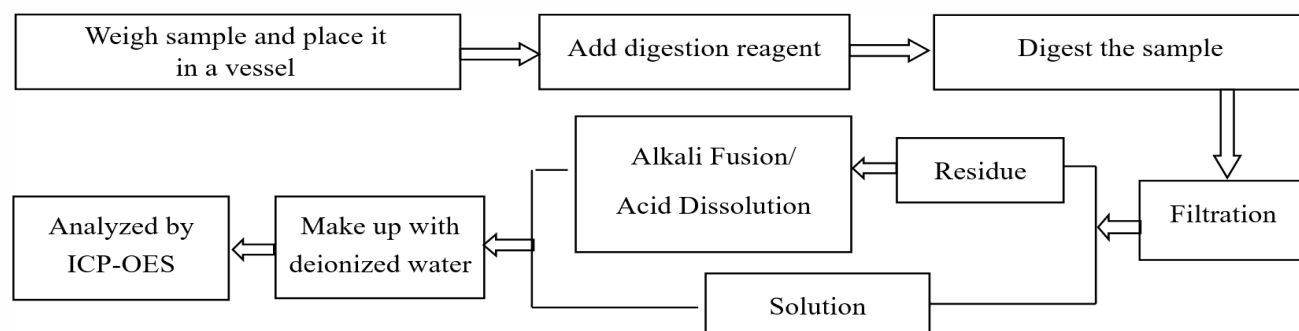 Weigh sample and place it
in a vessel
Add digestion reagent
Digest the sample
Filtration
Residue
Alkali Fusion/
Acid Dissolution
Solution
Make up with
deionized water
Analyzed by
ICP-OES